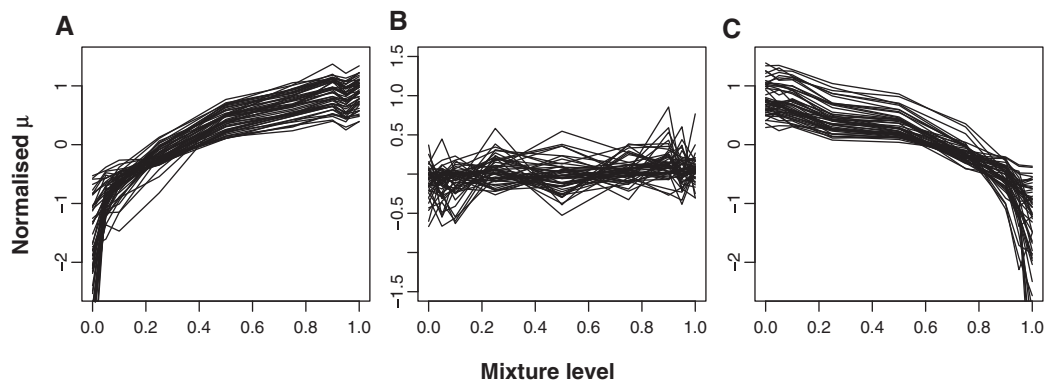 A B C
Normalised μ
1 0 −1 −2
1.5 1.0 0.5 −0.5 −1.5
1 0 −1 −2
0.0 0.2 0.4 0.6 0.8 1.0 0.0 0.2 0.4 0.6 0.8 1.0 0.0 0.2 0.4 0.6 0.8 1.0
Mixture level